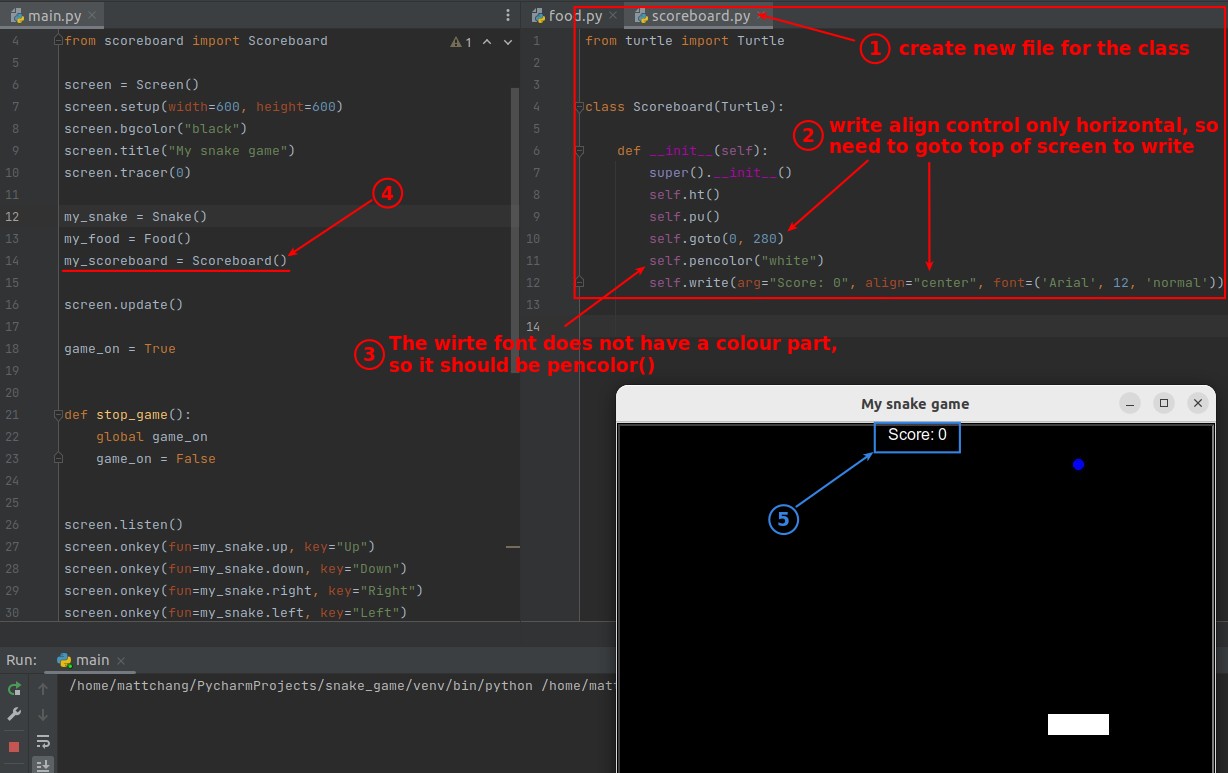 main.py
food.py
scoreboard.py
4 from scoreboard import Scoreboard
1
5
6 screen = Screen()
7 screen.setup(width=600, height=600)
8 screen.bgcolor("black")
9 screen.title("My snake game")
10 screen.tracer(0)
11
12 my_snake = Snake()
13 my_food = Food()
14 my_scoreboard = Scoreboard()
15
16 screen.update()
17
18 game_on = True
19
20
21 def stop_game():
22 global game_on
23 game_on = False
24
25
26 screen.listen()
27 screen.onkey(fun=my_snake.up, key="Up")
28 screen.onkey(fun=my_snake.down, key="Down")
29 screen.onkey(fun=my_snake.right, key="Right")
30 screen.onkey(fun=my_snake.left, key="Left")
4
1 from turtle import Turtle
2
3
4 class Scoreboard(Turtle):
5
6 def __init__(self):
7 super().__init__()
8 self.ht()
9 self.pu()
10 self.goto(0, 280)
11 self.pencolor("white")
12 self.write(arg="Score: 0", align="center", font=('Arial', 12, 'normal'))
13
14
1 create new file for the class
2 write align control only horizontal, so
need to goto top of screen to write
3 The wirte font does not have a colour part,
so it should be pencolor()
My snake game
Score: 0
5
Run: main
/home/mattchang/PycharmProjects/snake_game/venv/bin/python /home/mat